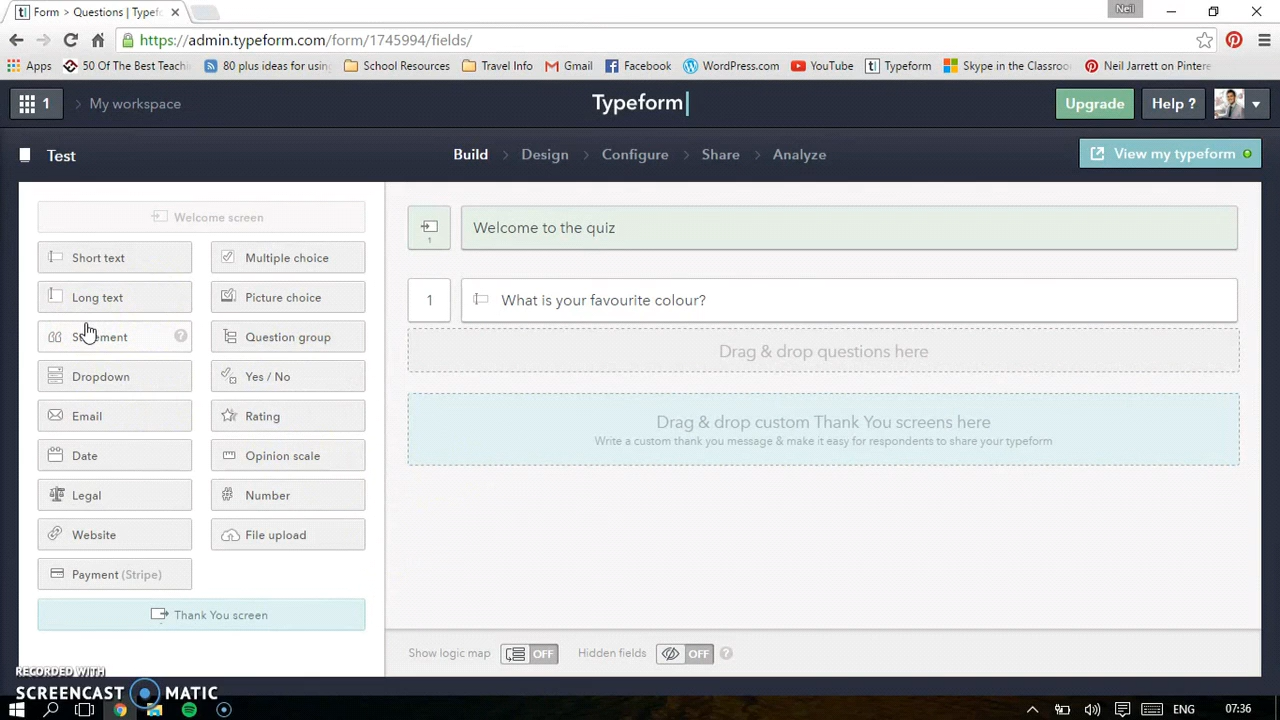 Form > Questions | Typef
Neil
https://admin.typeform.com/form/1745994/fields/
Apps
50 Of The Best Teachi
80 plus ideas for using
School Resources
Travel Info
Gmail
Facebook
WordPress.com
YouTube
Typeform
Skype in the Classroo
Neil Jarrett on Pintere
1
My workspace
Typeform
Upgrade
Help ?
Test
Build
Design
Configure
Share
Analyze
View my typeform
Welcome screen
Short text
Multiple choice
Long text
Picture choice
Question group
Dropdown
Yes / No
Email
Rating
Date
Opinion scale
Legal
Number
Website
File upload
Payment (Stripe)
Thank You screen
1
Welcome to the quiz
1
What is your favourite colour?
Drag & drop questions here
Drag & drop custom Thank You screens here
Write a custom thank you message & make it easy for respondents to share your typeform
Show logic map
OFF
Hidden fields
OFF
?
RECORDED WITH
SCREENCAST MATIC
ENG
07:36